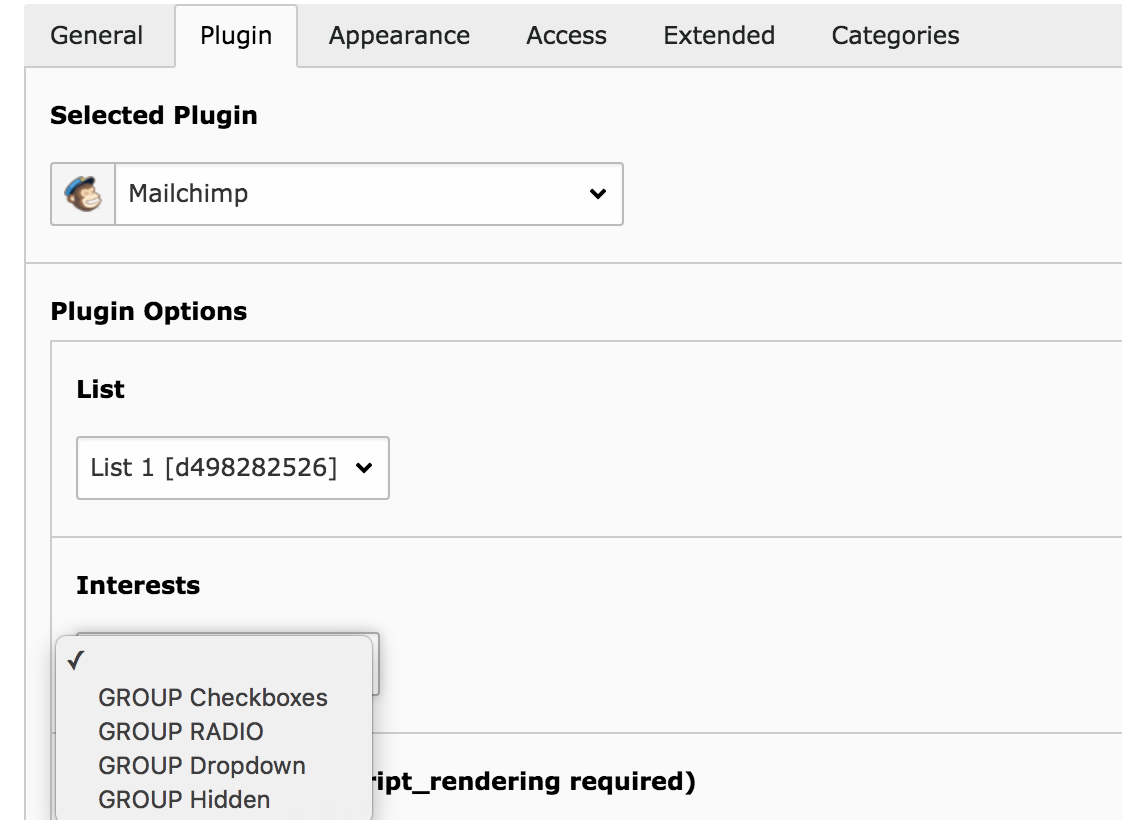 General Plugin Appearance Access Extended Categories
Selected Plugin
Mailchimp
Plugin Options
List
List 1 [d498282526]
Interests
GROUP Checkboxes
GROUP RADIO
GROUP Dropdown
GROUP Hidden
required)